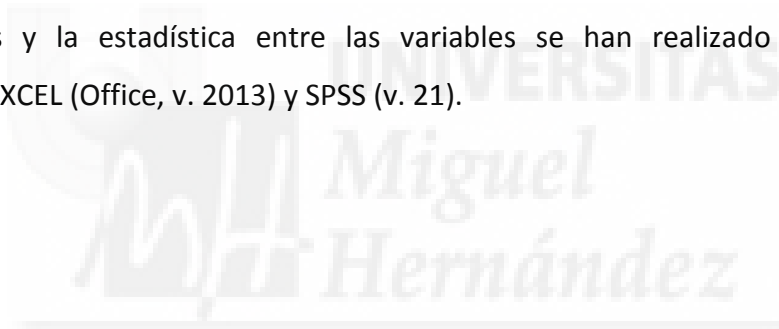 s y la estadística entre las variables se han realizado
XCEL (Office, v. 2013) y SPSS (v. 21).
UNIVERSITAS
Miguel
Hernández